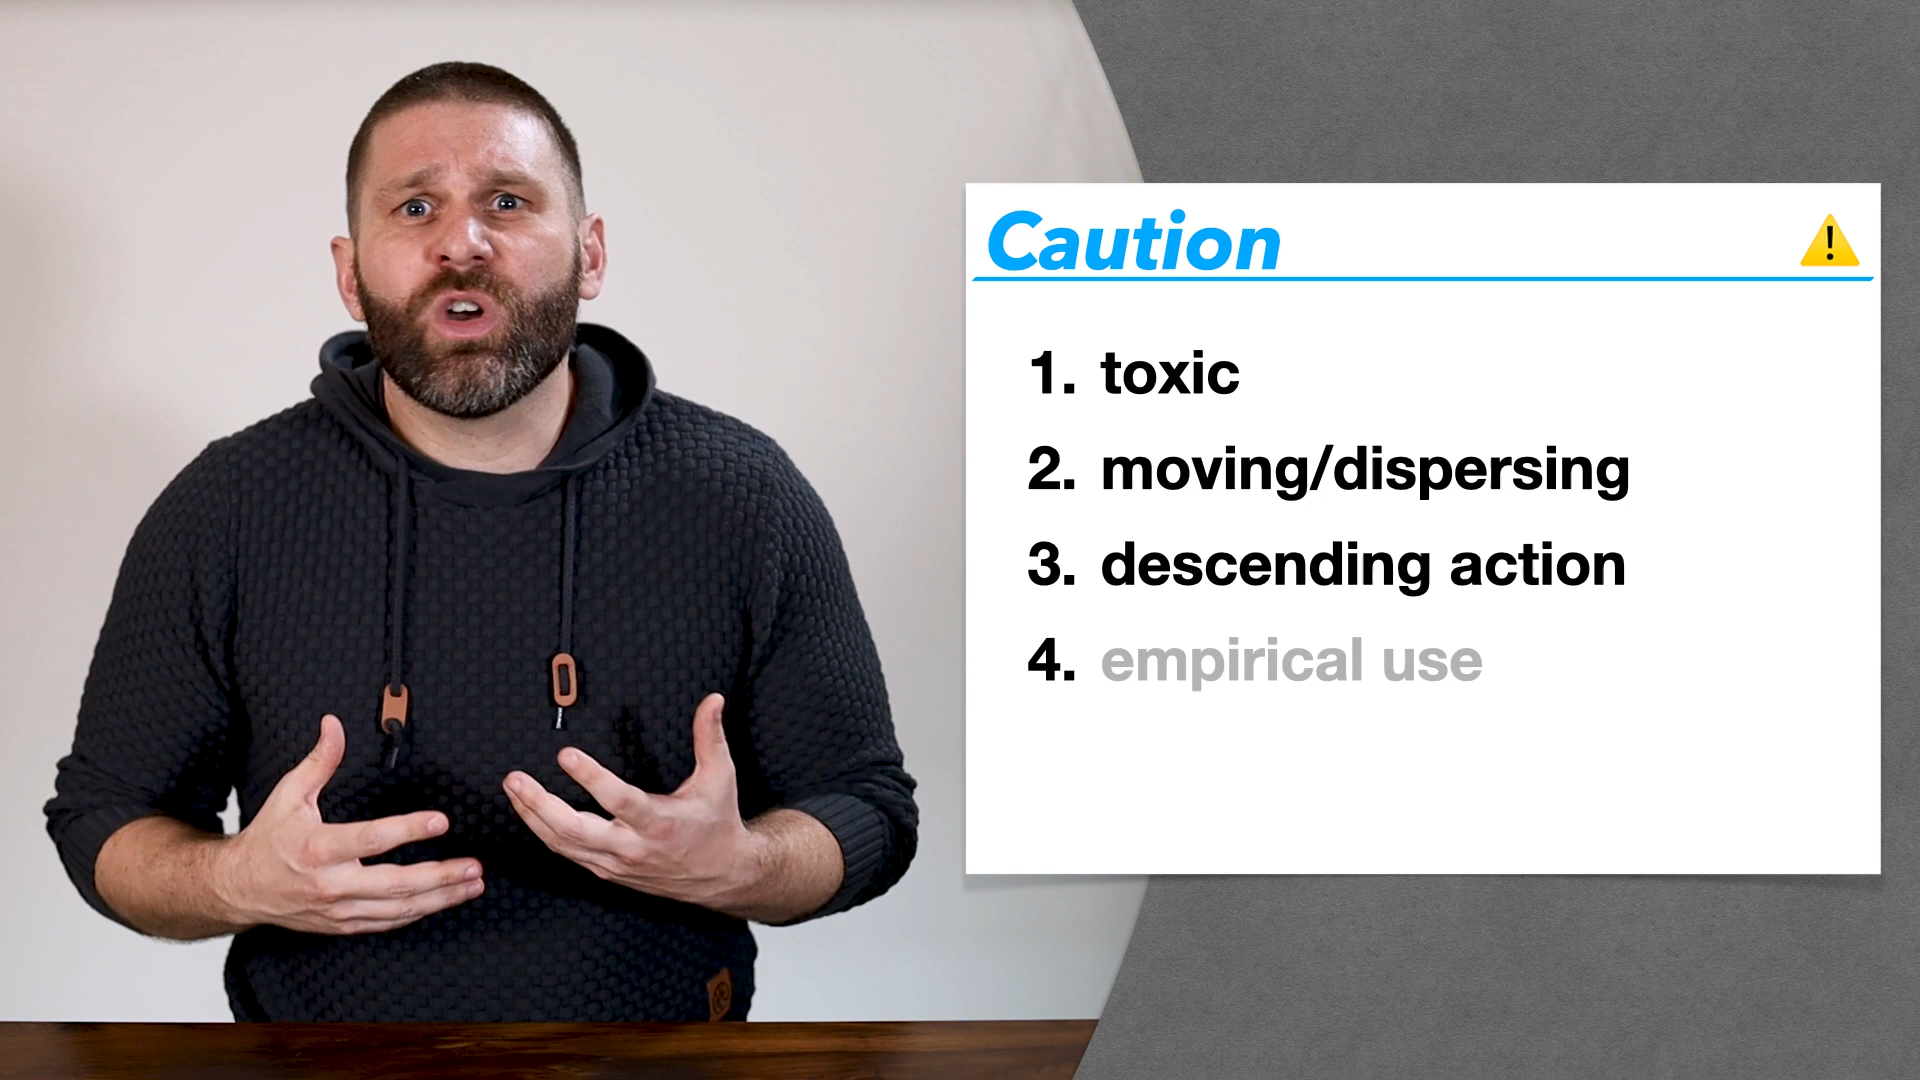 Caution
1. toxic
2. moving/dispersing
3. descending action
4. empirical use